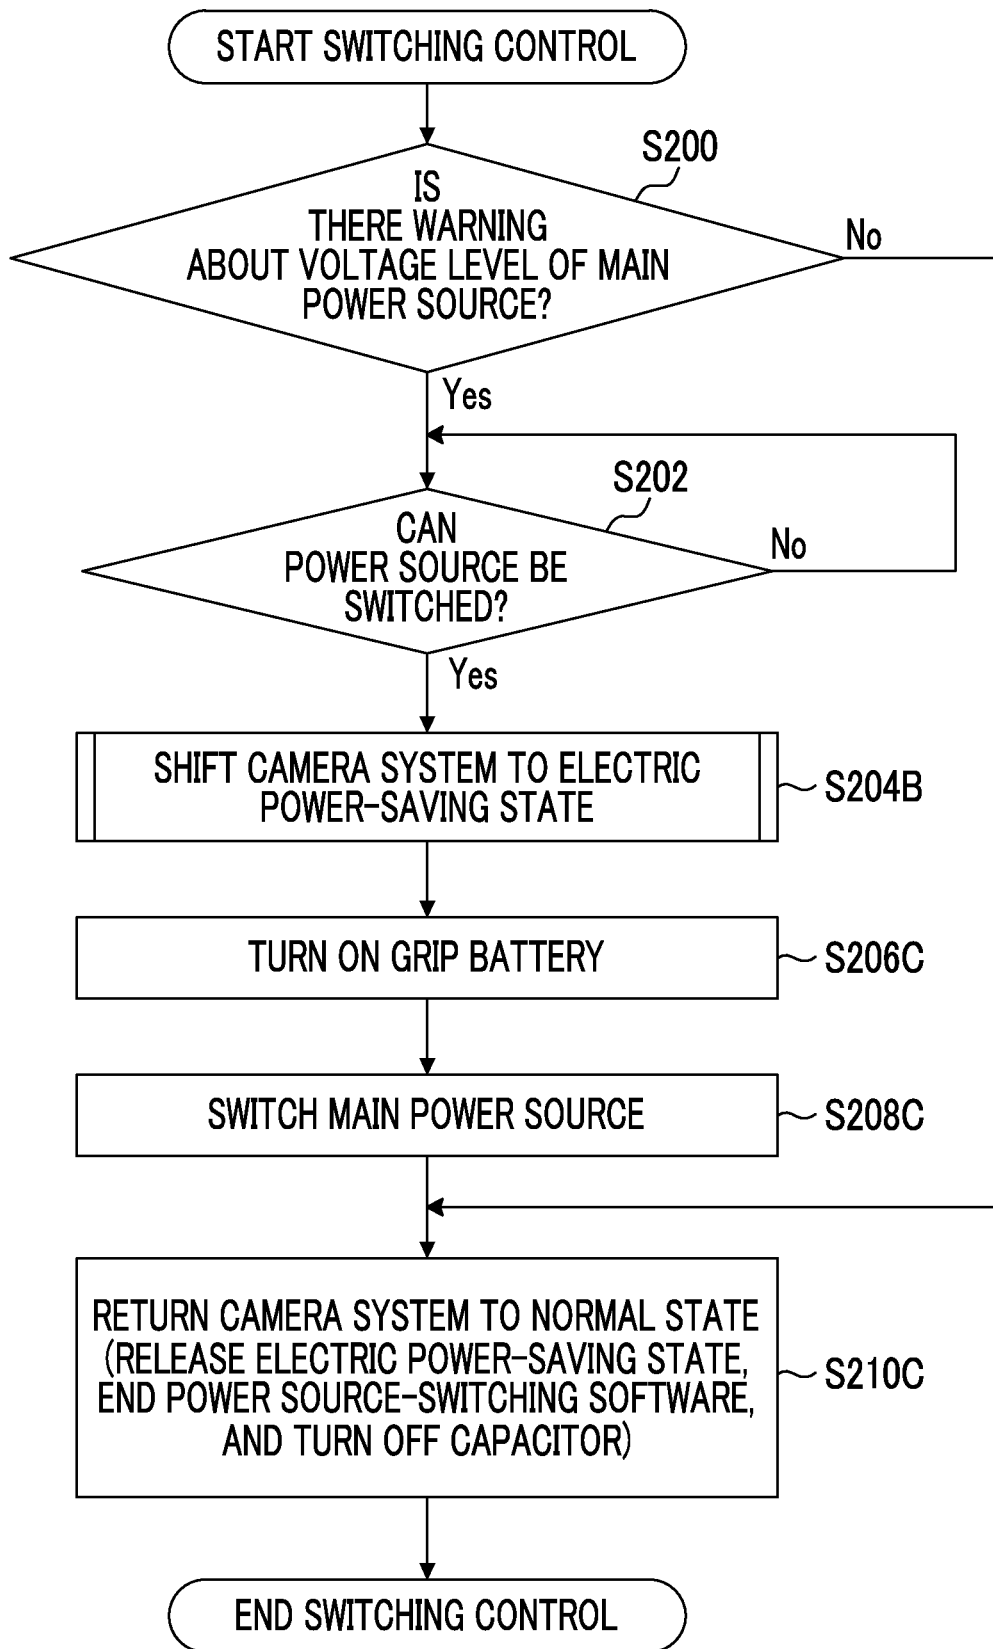 START SWITCHING CONTROL
S200
IS
THERE WARNING
ABOUT VOLTAGE LEVEL OF MAIN
POWER SOURCE?
No
Yes
S202
CAN
POWER SOURCE BE
SWITCHED?
No
Yes
SHIFT CAMERA SYSTEM TO ELECTRIC
POWER-SAVING STATE
S204B
TURN ON GRIP BATTERY
S206C
SWITCH MAIN POWER SOURCE
S208C
RETURN CAMERA SYSTEM TO NORMAL STATE
(RELEASE ELECTRIC POWER-SAVING STATE,
END POWER SOURCE-SWITCHING SOFTWARE,
AND TURN OFF CAPACITOR)
S210C
END SWITCHING CONTROL